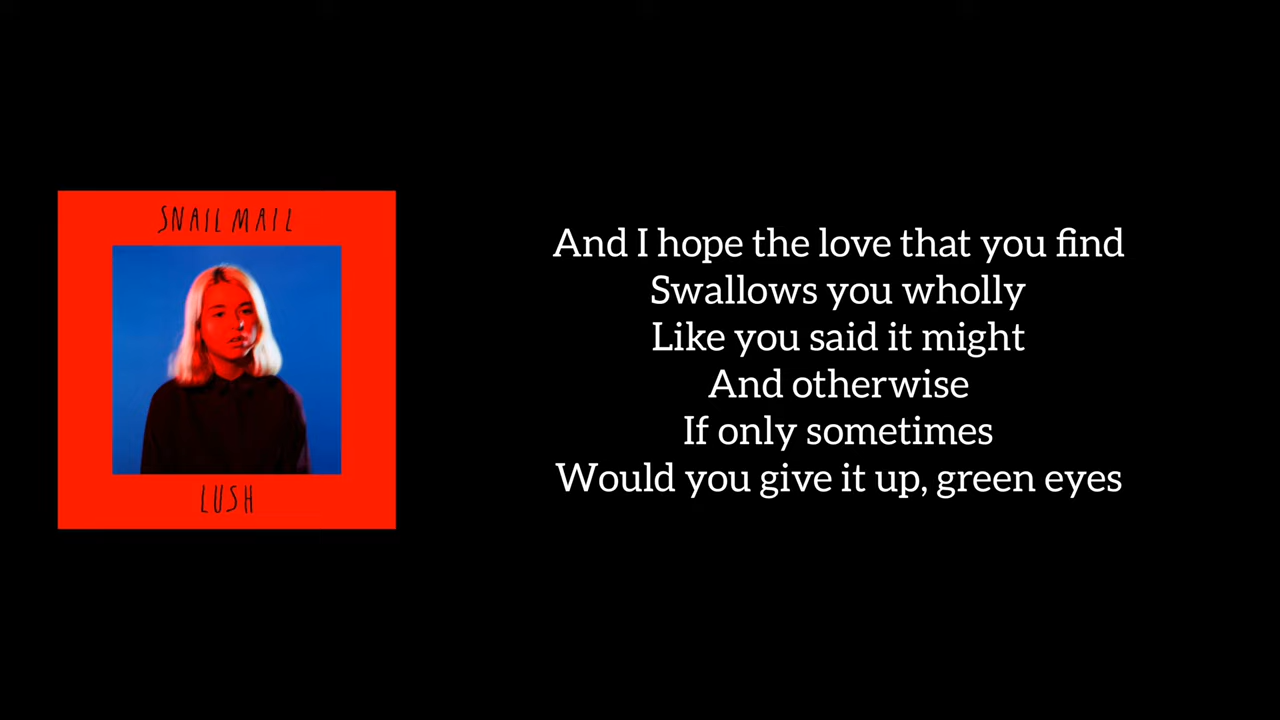 SNAIL MAIL
LUSH
And I hope the love that you find
Swallows you wholly
Like you said it might
And otherwise
If only sometimes
Would you give it up, green eyes